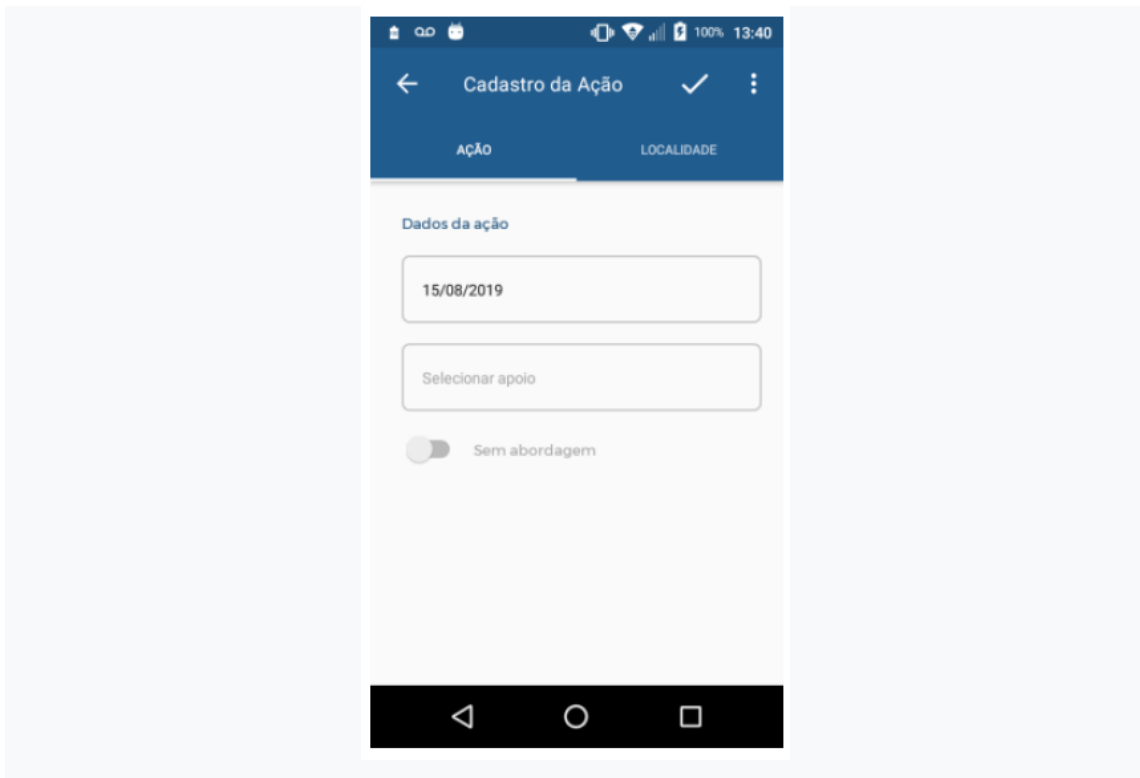 100% 13:40
Cadastro da Ação
AÇÃO LOCALIDADE
Dados da ação
15/08/2019
Selecionar apoio
Sem abordagem